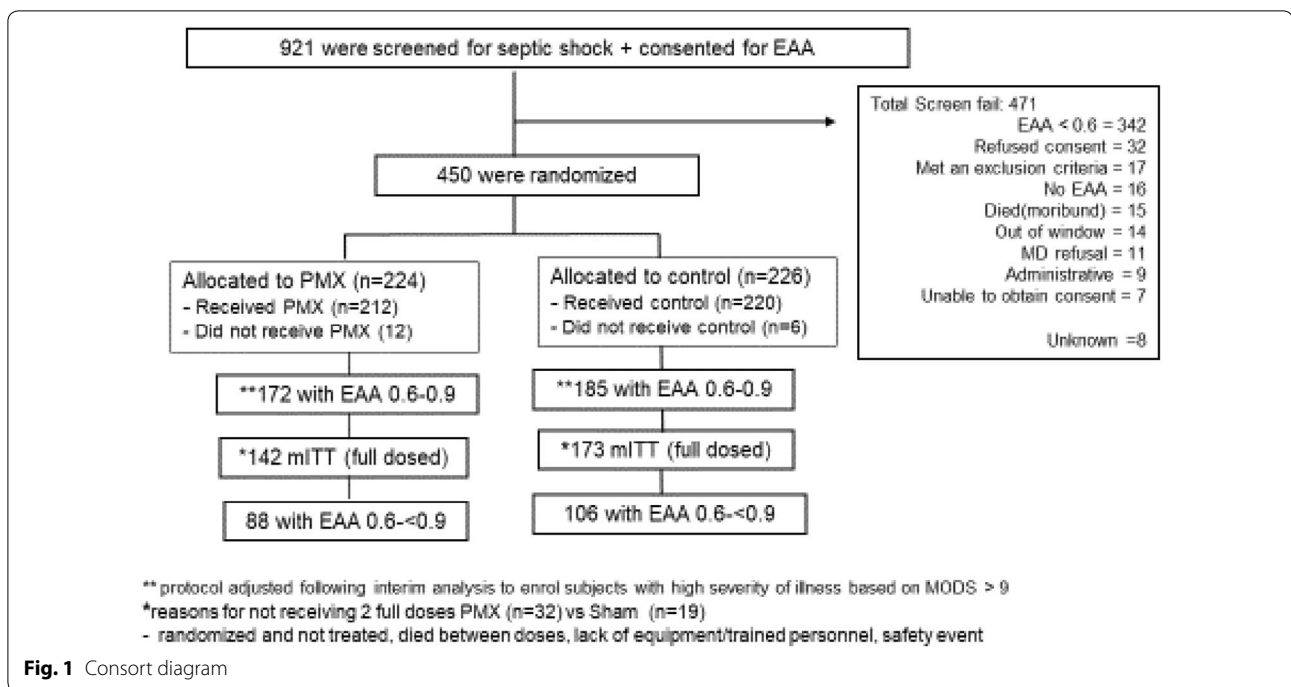 921 were screened for septic shock + consented for EAA
Total Screen fail: 471
EAA < 0.6 = 342
Refused consent = 32
Met an exclusion criteria = 17
No EAA = 16
Died(moribund) = 15
Out of window = 14
MD refusal = 11
Administrative = 9
Unable to obtain consent = 7
Unknown =8
450 were randomized
Allocated to PMX (n=224)
- Received PMX (n=212)
- Did not receive PMX (12)
Allocated to control (n=226)
- Received control (n=220)
- Did not receive control (n=6)
**172 with EAA 0.6-0.9
**185 with EAA 0.6-0.9
*142 mITT (full dosed)
*173 mITT (full dosed)
88 with EAA 0.6-<0.9
106 with EAA 0.6-<0.9
** protocol adjusted following interim analysis to enrol subjects with high severity of illness based on MODS > 9
*reasons for not receiving 2 full doses PMX (n=32) vs Sham (n=19)
- randomized and not treated, died between doses, lack of equipment/trained personnel, safety event
Fig. 1 Consort diagram